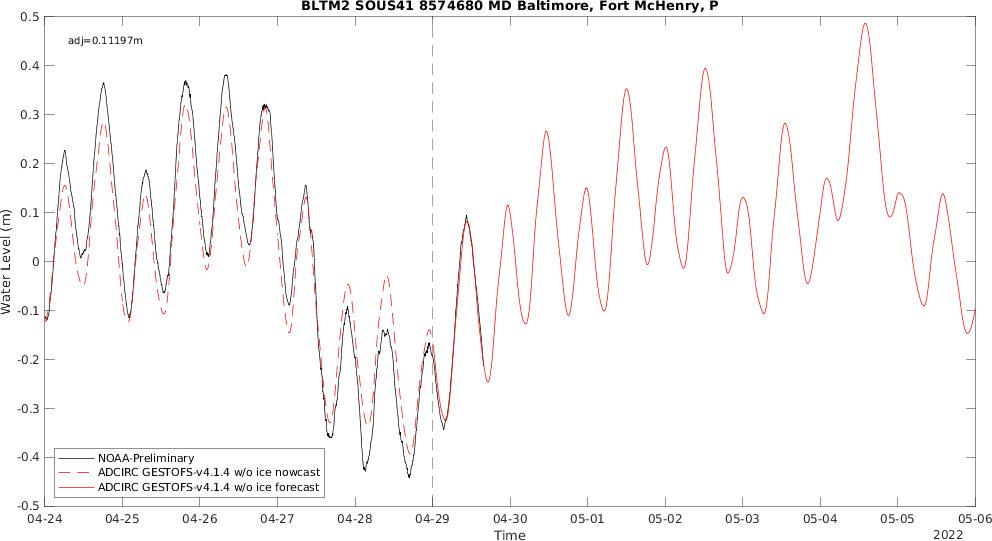 BLTM2 SOUS41 8574680 MD Baltimore, Fort McHenry, P
adj=0.11197m
0.5
0.4
0.3
0.2
0.1
0
-0.1
-0.2
-0.3
-0.4
-0.5
Water Level (m)
NOAA-Preliminary
ADCIRC GESTOFS-v4.1.4 w/o ice nowcast
ADCIRC GESTOFS-v4.1.4 w/o ice forecast
04-24 04-25 04-26 04-27 04-28 04-29 04-30 05-01 05-02 05-03 05-04 05-05 05-06
Time
2022